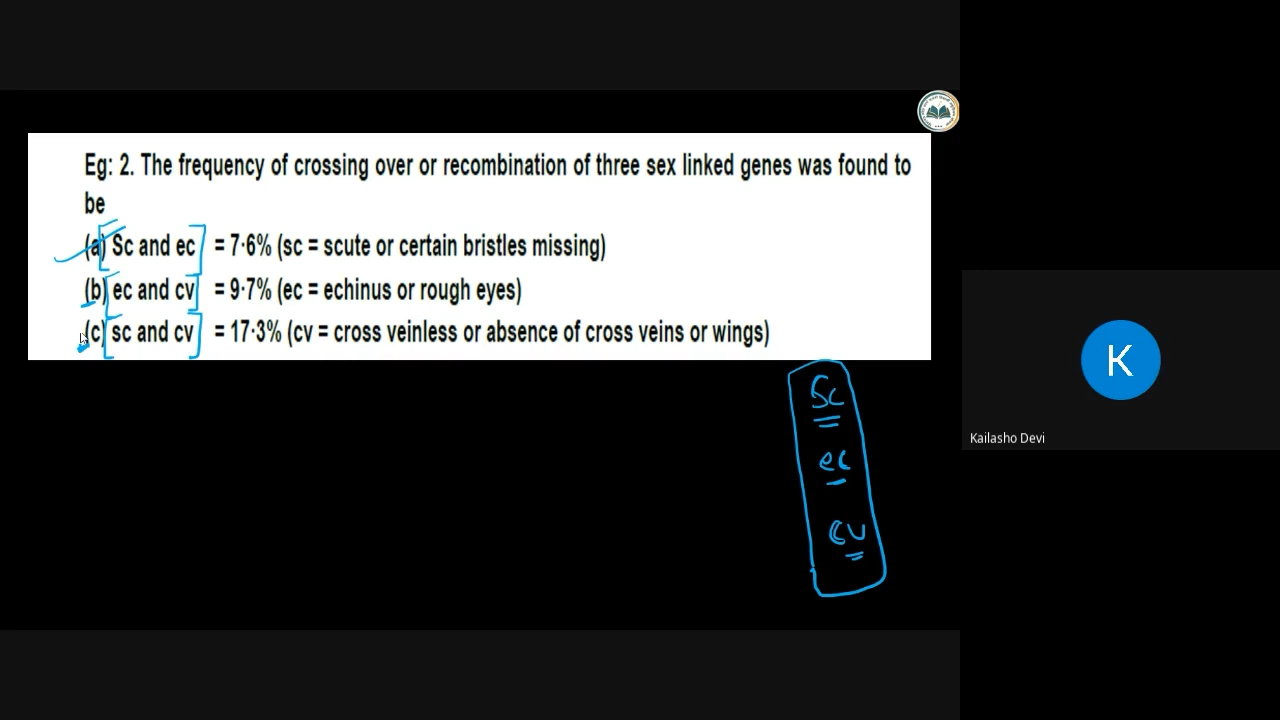 Eg: 2. The frequency of crossing over or recombination of three sex linked genes was found to
be
(a) Sc and ec = 7·6% (sc = scute or certain bristles missing)
(b) ec and cv = 9·7% (ec = echinus or rough eyes)
(c) sc and cv = 17·3% (cv = cross veinless or absence of cross veins or wings)
Sc
ec
cv
K
Kailasho Devi